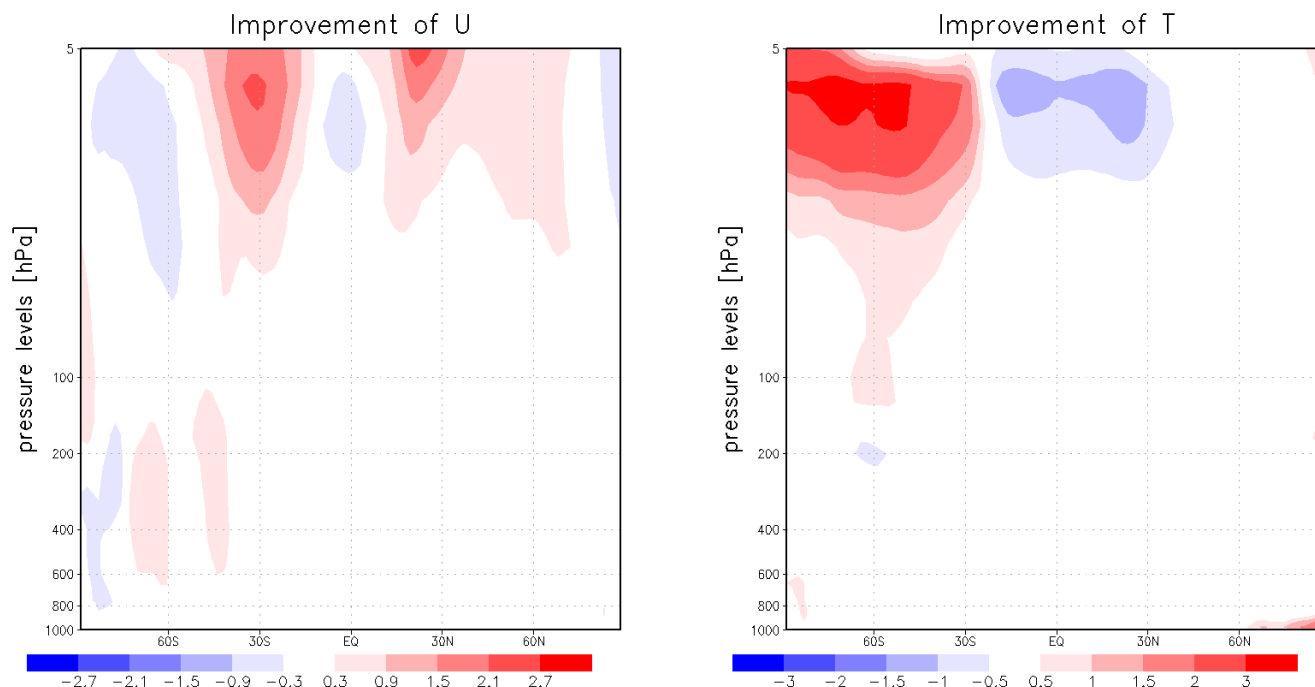 Improvement of U
pressure levels [hPa]
5
100
200
400
600
800
1000
60S 30S EQ 30N 60N
-2.7 -2.1 -1.5 -0.9 -0.3 0.3 0.9 1.5 2.1 2.7
Improvement of T
pressure levels [hPa]
5
100
200
400
600
800
1000
60S 30S EQ 30N 60N
-3 -2 -1.5 -1 -0.5 0.5 1 1.5 2 3